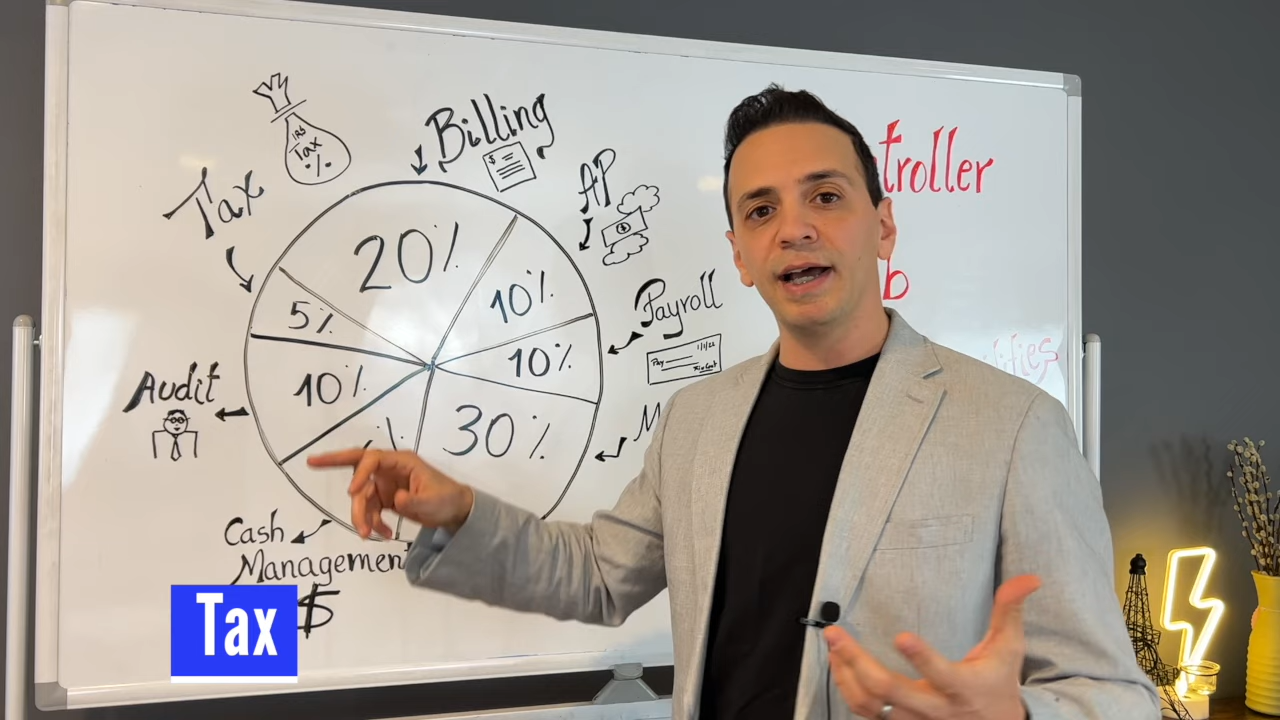 IRS
Tax
%
Billing
$
AP
$
Tax
20%
10%
5%
Payroll
1/1/22
Pay
10%
10%
Audit
30%
%
Cash
Management
$
Tax
troller
b